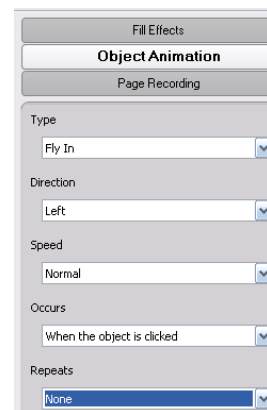 Fill Effects
Object Animation
Page Recording
Type
Fly In
Direction
Left
Speed
Normal
Occurs
When the object is clicked
Repeats
None